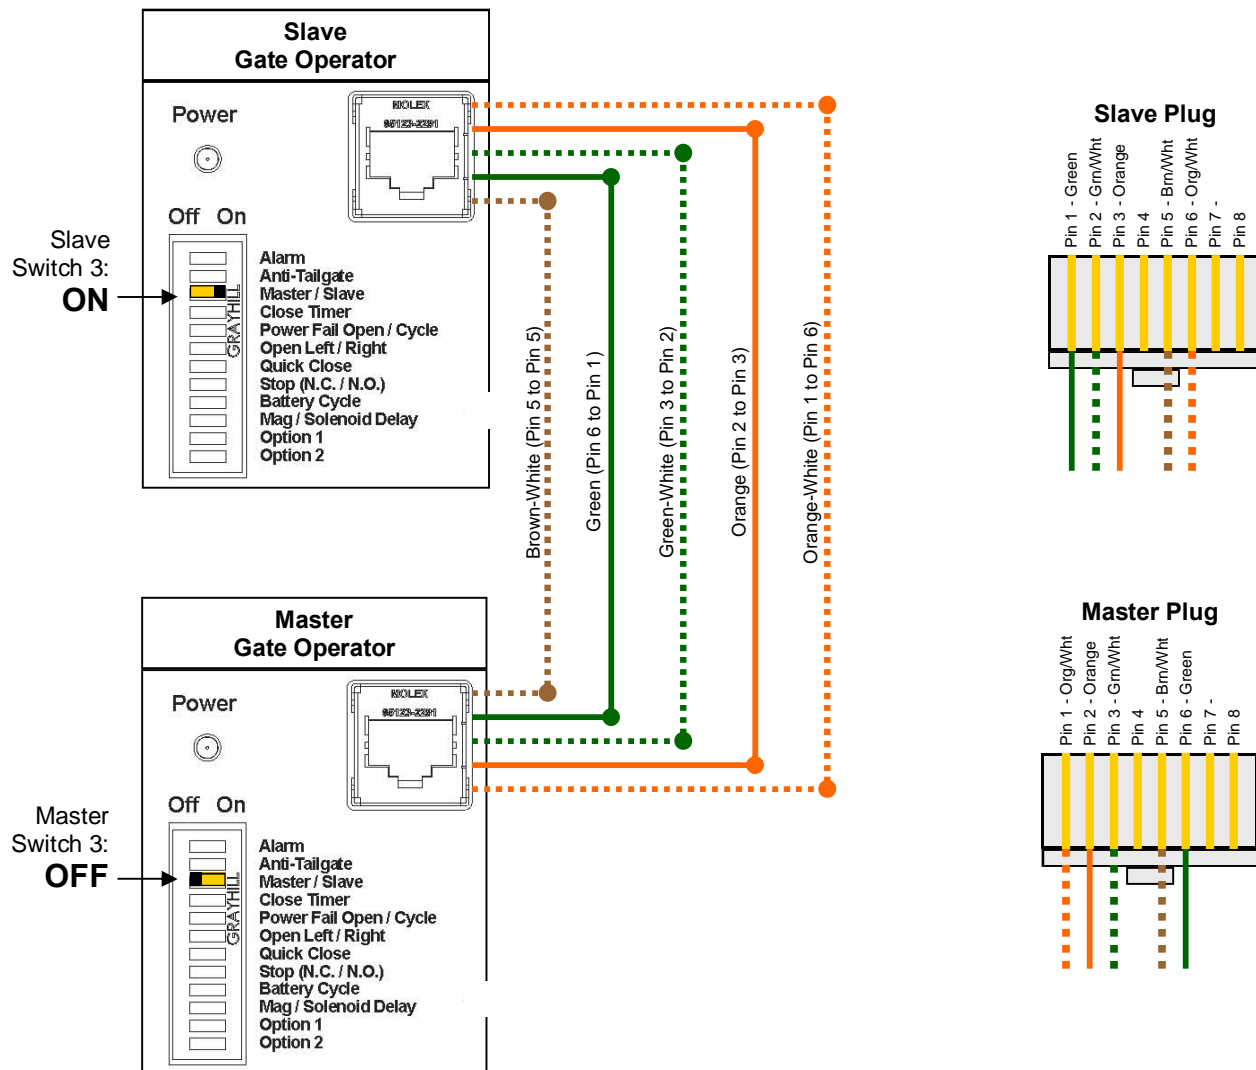 Slave
Gate Operator
Power
MOLEX
95123-2291
Off On
Slave
Switch 3:
ON
GRAYHILL
Alarm
Anti-Tailgate
Master / Slave
Close Timer
Power Fail Open / Cycle
Open Left / Right
Quick Close
Stop (N.C. / N.O.)
Battery Cycle
Mag / Solenoid Delay
Option 1
Option 2
Brown-White (Pin 5 to Pin 5)
Green (Pin 6 to Pin 1)
Green-White (Pin 3 to Pin 2)
Orange (Pin 2 to Pin 3)
Orange-White (Pin 1 to Pin 6)
Slave Plug
Pin 1 - Green
Pin 2 - Grn/Wht
Pin 3 - Orange
Pin 4
Pin 5 - Brn/Wht
Pin 6 - Org/Wht
Pin 7 -
Pin 8
Master
Gate Operator
Power
MOLEX
95123-2291
Off On
Master
Switch 3:
OFF
GRAYHILL
Alarm
Anti-Tailgate
Master / Slave
Close Timer
Power Fail Open / Cycle
Open Left / Right
Quick Close
Stop (N.C. / N.O.)
Battery Cycle
Mag / Solenoid Delay
Option 1
Option 2
Master Plug
Pin 1 - Org/Wht
Pin 2 - Orange
Pin 3 - Grn/Wht
Pin 4
Pin 5 - Brn/Wht
Pin 6 - Green
Pin 7 -
Pin 8